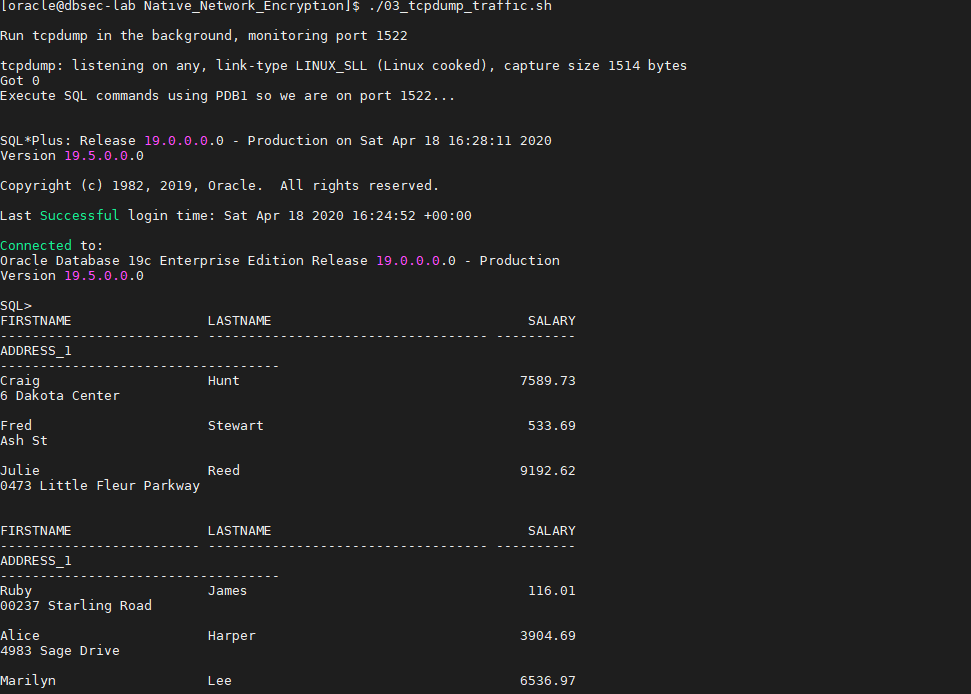 [oracle@dbsec-lab Native_Network_Encryption]$ ./03_tcpdump_traffic.sh
Run tcpdump in the background, monitoring port 1522
tcpdump: listening on any, link-type LINUX_SLL (Linux cooked), capture size 1514 bytes
Got 0
Execute SQL commands using PDB1 so we are on port 1522...
SQL*Plus: Release 19.0.0.0.0 - Production on Sat Apr 18 16:28:11 2020
Version 19.5.0.0.0
Copyright (c) 1982, 2019, Oracle.  All rights reserved.
Last Successful login time: Sat Apr 18 2020 16:24:52 +00:00
Connected to:
Oracle Database 19c Enterprise Edition Release 19.0.0.0.0 - Production
Version 19.5.0.0.0
SQL>
FIRSTNAME                 LASTNAME                                SALARY
------------------------- ----------------------------------- ----------
ADDRESS_1
-----------------------------------
Craig                     Hunt                                   7589.73
6 Dakota Center
Fred                      Stewart                                 533.69
Ash St
Julie                     Reed                                   9192.62
0473 Little Fleur Parkway
FIRSTNAME                 LASTNAME                                SALARY
------------------------- ----------------------------------- ----------
ADDRESS_1
-----------------------------------
Ruby                      James                                   116.01
00237 Starling Road
Alice                     Harper                                 3904.69
4983 Sage Drive
Marilyn                   Lee                                    6536.97